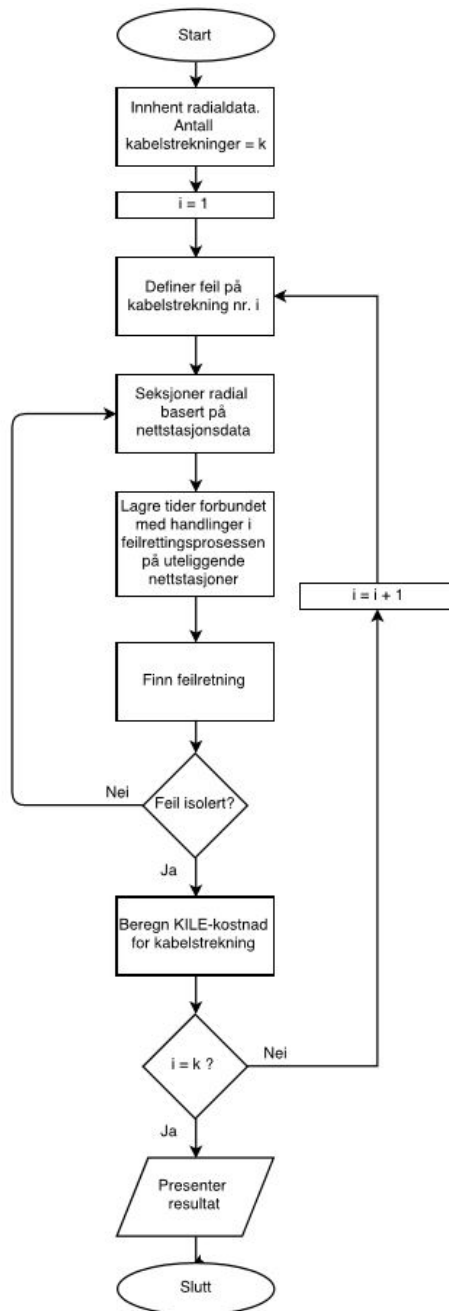 Start
Innhent radialdata.
Antall
kabelstrekninger = k
i = 1
Definer feil på
kabelstrekning nr. i
Seksjoner radial
basert på
nettstasjonsdata
Lagre tider forbundet
med handlinger i
feilrettingsprosessen
på uteliggende
nettstasjoner
i = i + 1
Finn feilretning
Nei
Feil isolert?
Ja
Beregn KILE-kostnad
for kabelstrekning
i = k ?
Nei
Ja
Presenter
resultat
Slutt